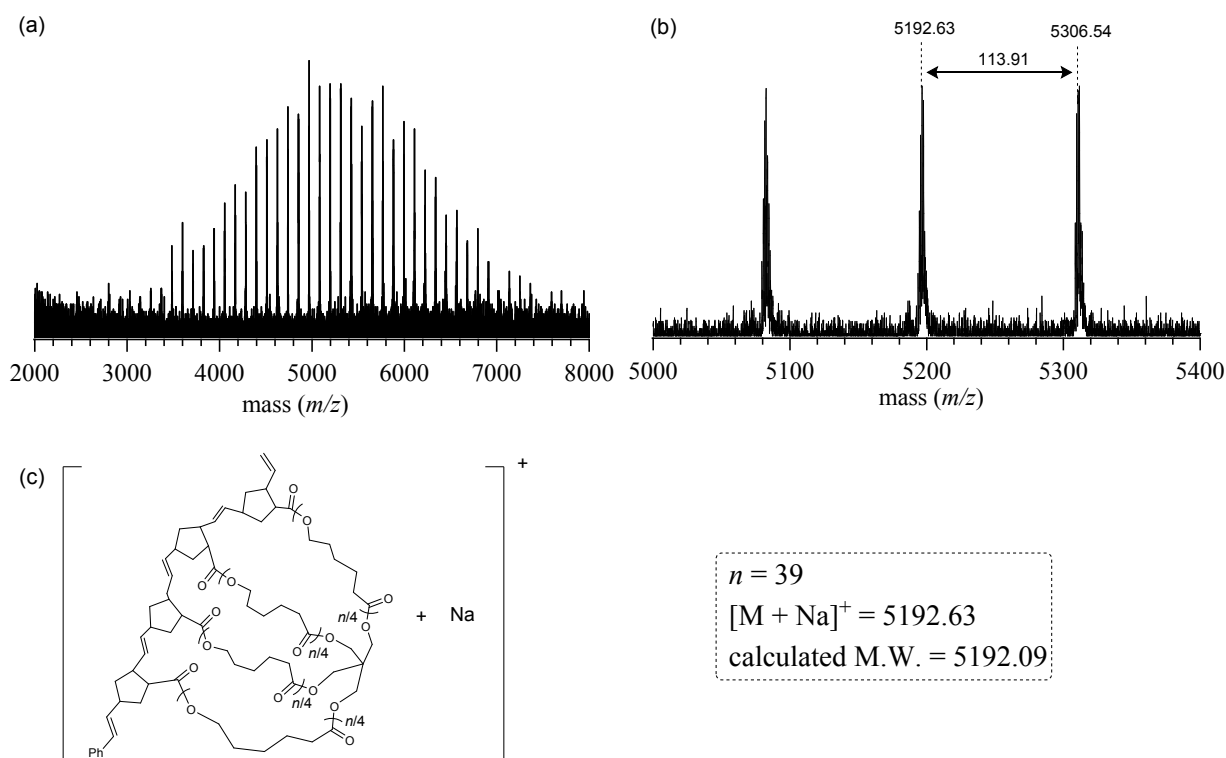 (a)
2000 3000 4000 5000 6000 7000 8000
mass (m/z)
(b)
5192.63 5306.54
113.91
5000 5100 5200 5300 5400
mass (m/z)
(c)
+
O
O
O
O
O
O
O
O
n/4
O
+ Na
O
O
O
n/4
O
O
O
n/4
O
O
n/4
O
Ph
n = 39
[M + Na]+ = 5192.63
calculated M.W. = 5192.09